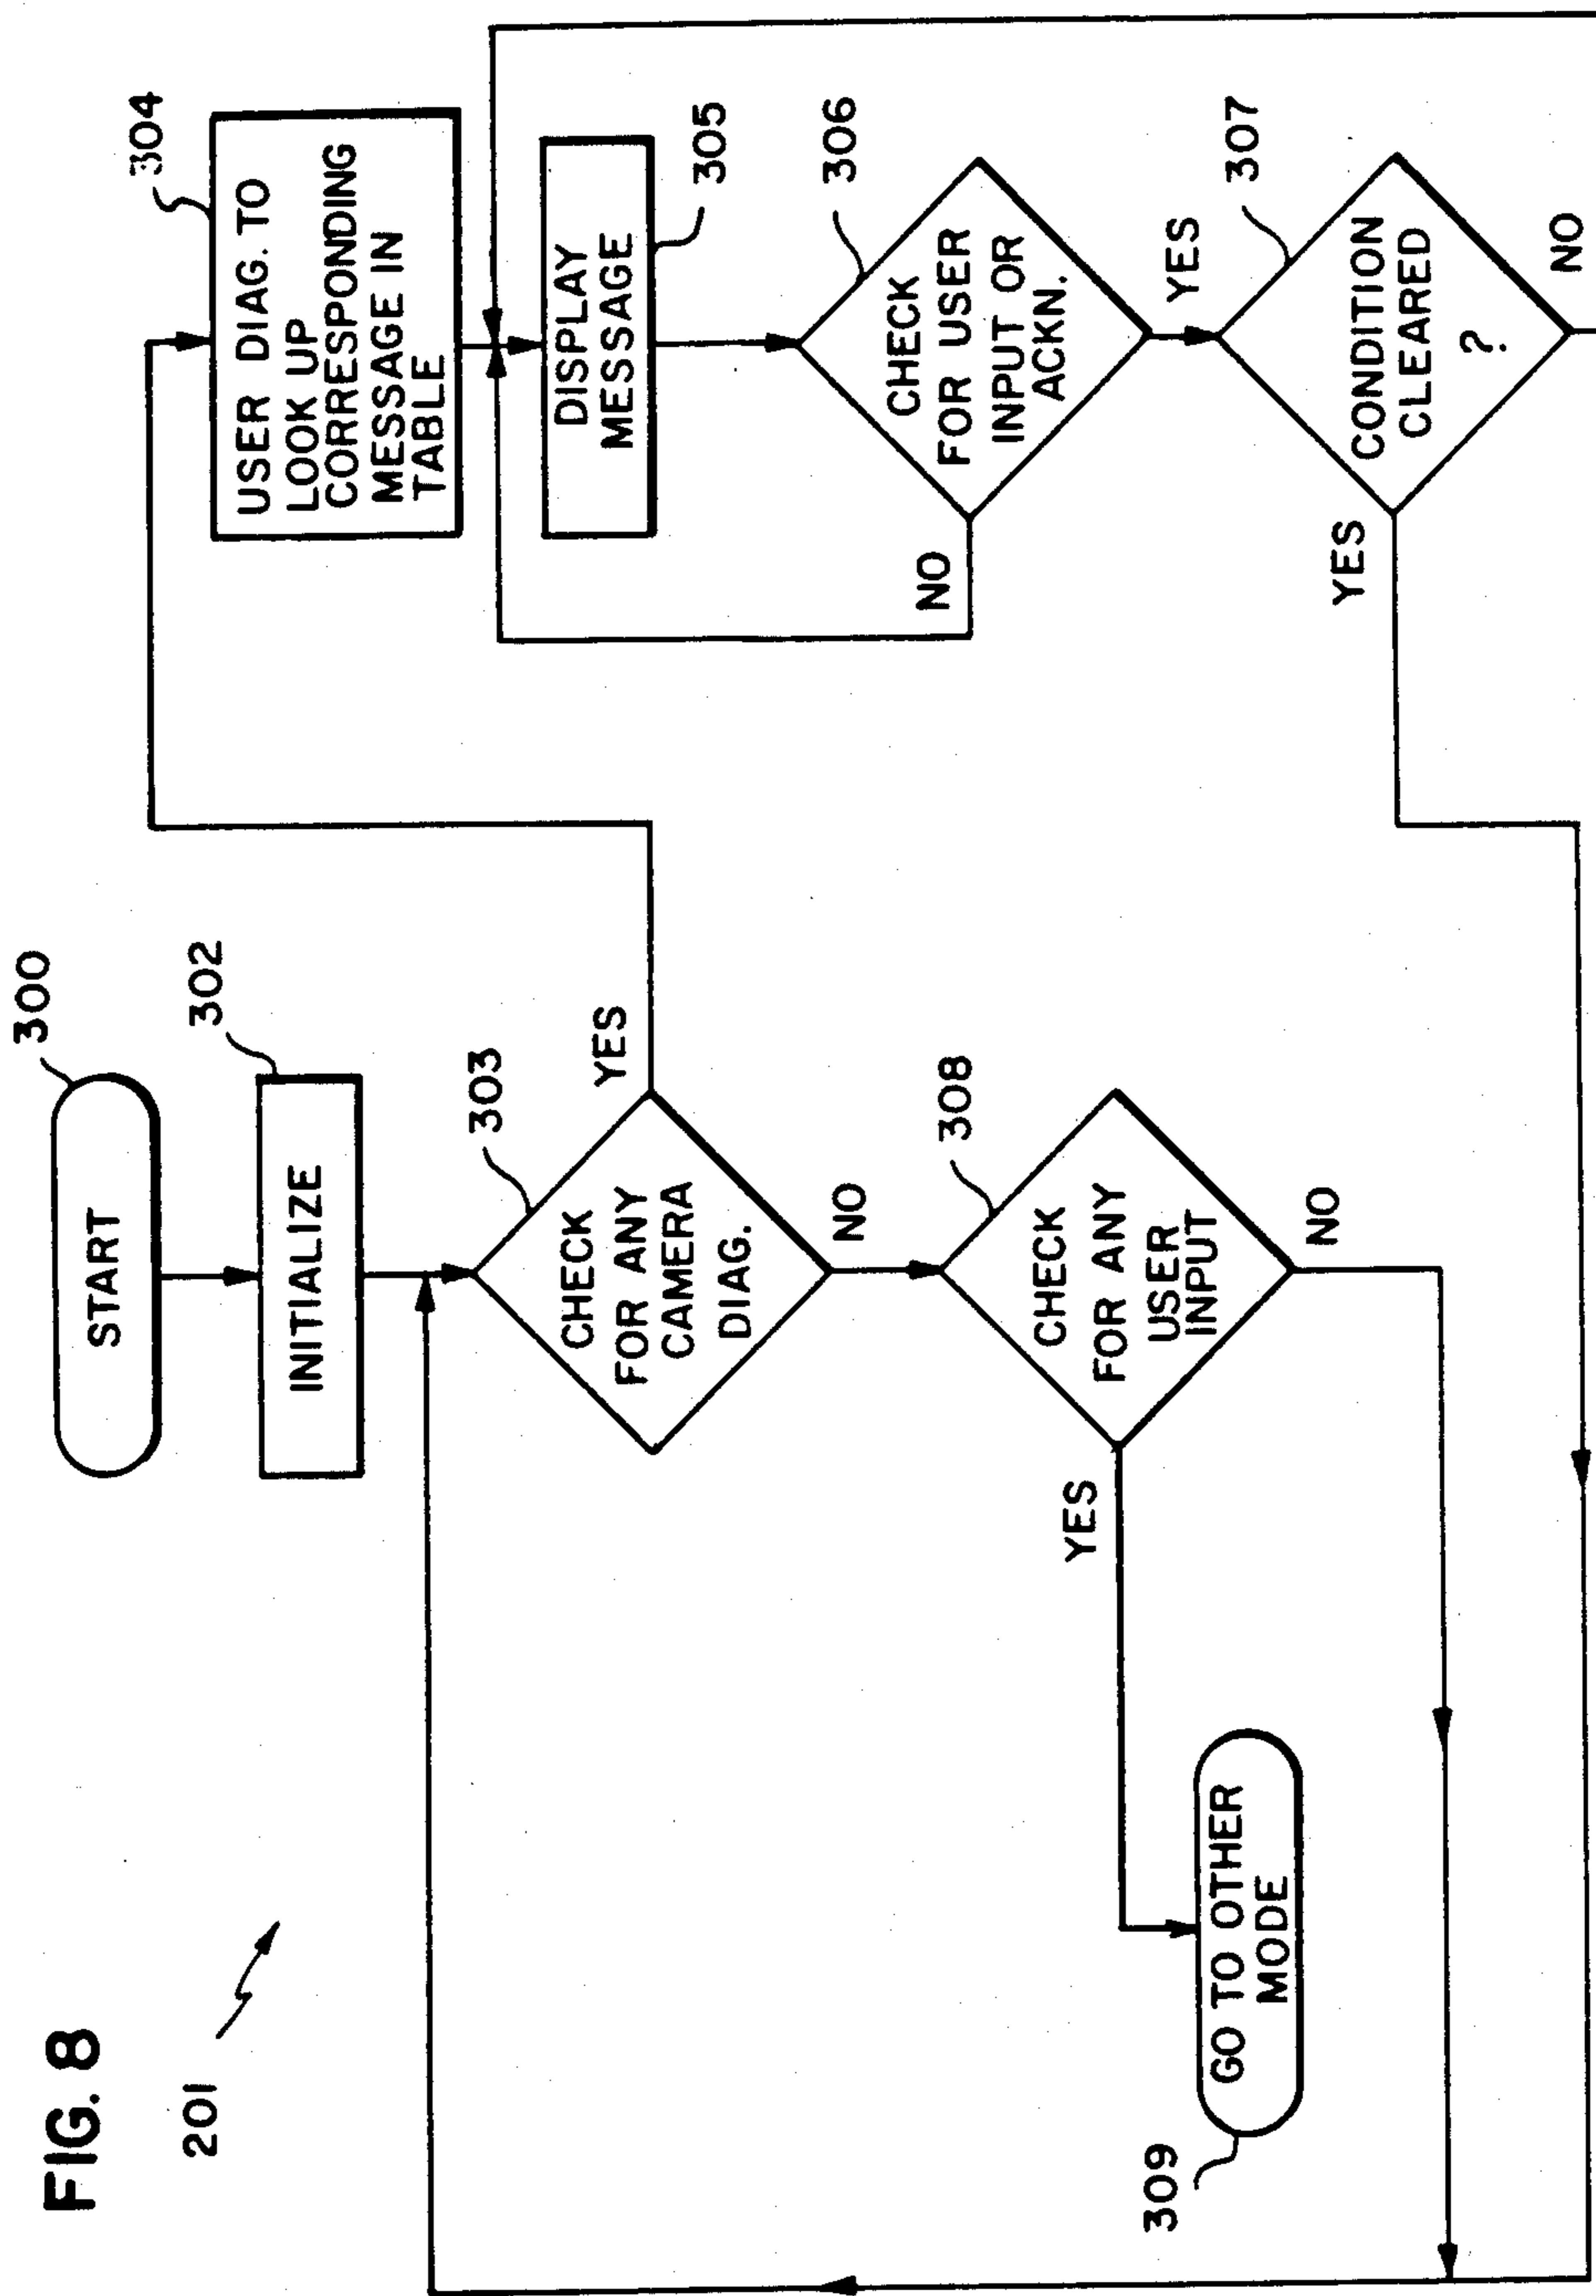 FIG. 8
201
300
START
302
INITIALIZE
303
CHECK
FOR ANY
CAMERA
DIAG.
YES
NO
308
CHECK
FOR ANY
USER
INPUT
YES
NO
309
GO TO OTHER
MODE
304
USER DIAG. TO
LOOK UP
CORRESPONDING
MESSAGE IN
TABLE
305
DISPLAY
MESSAGE
306
CHECK
FOR USER
INPUT OR
ACKN.
NO
YES
307
CONDITION
CLEARED
?
YES
NO